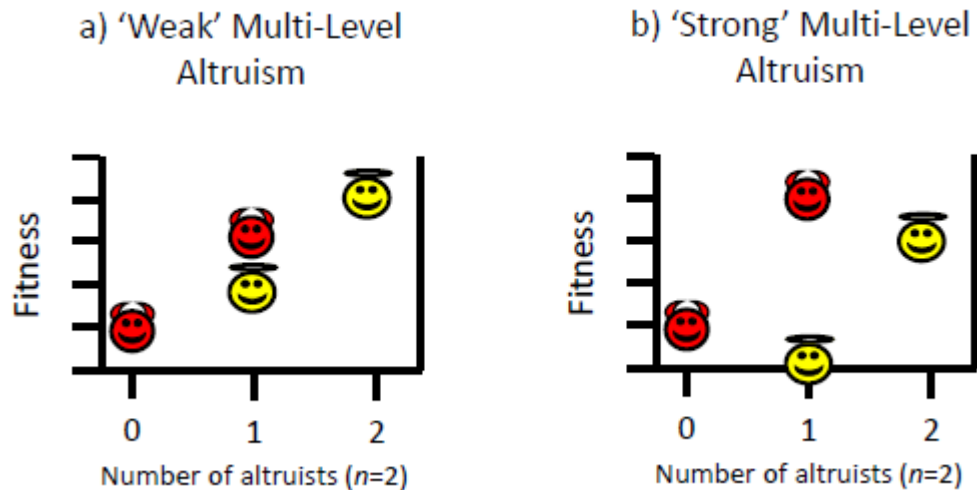 a) ‘Weak’ Multi-Level
Altruism
Fitness
0 1 2
Number of altruists (n=2)
b) ‘Strong’ Multi-Level
Altruism
Fitness
0 1 2
Number of altruists (n=2)